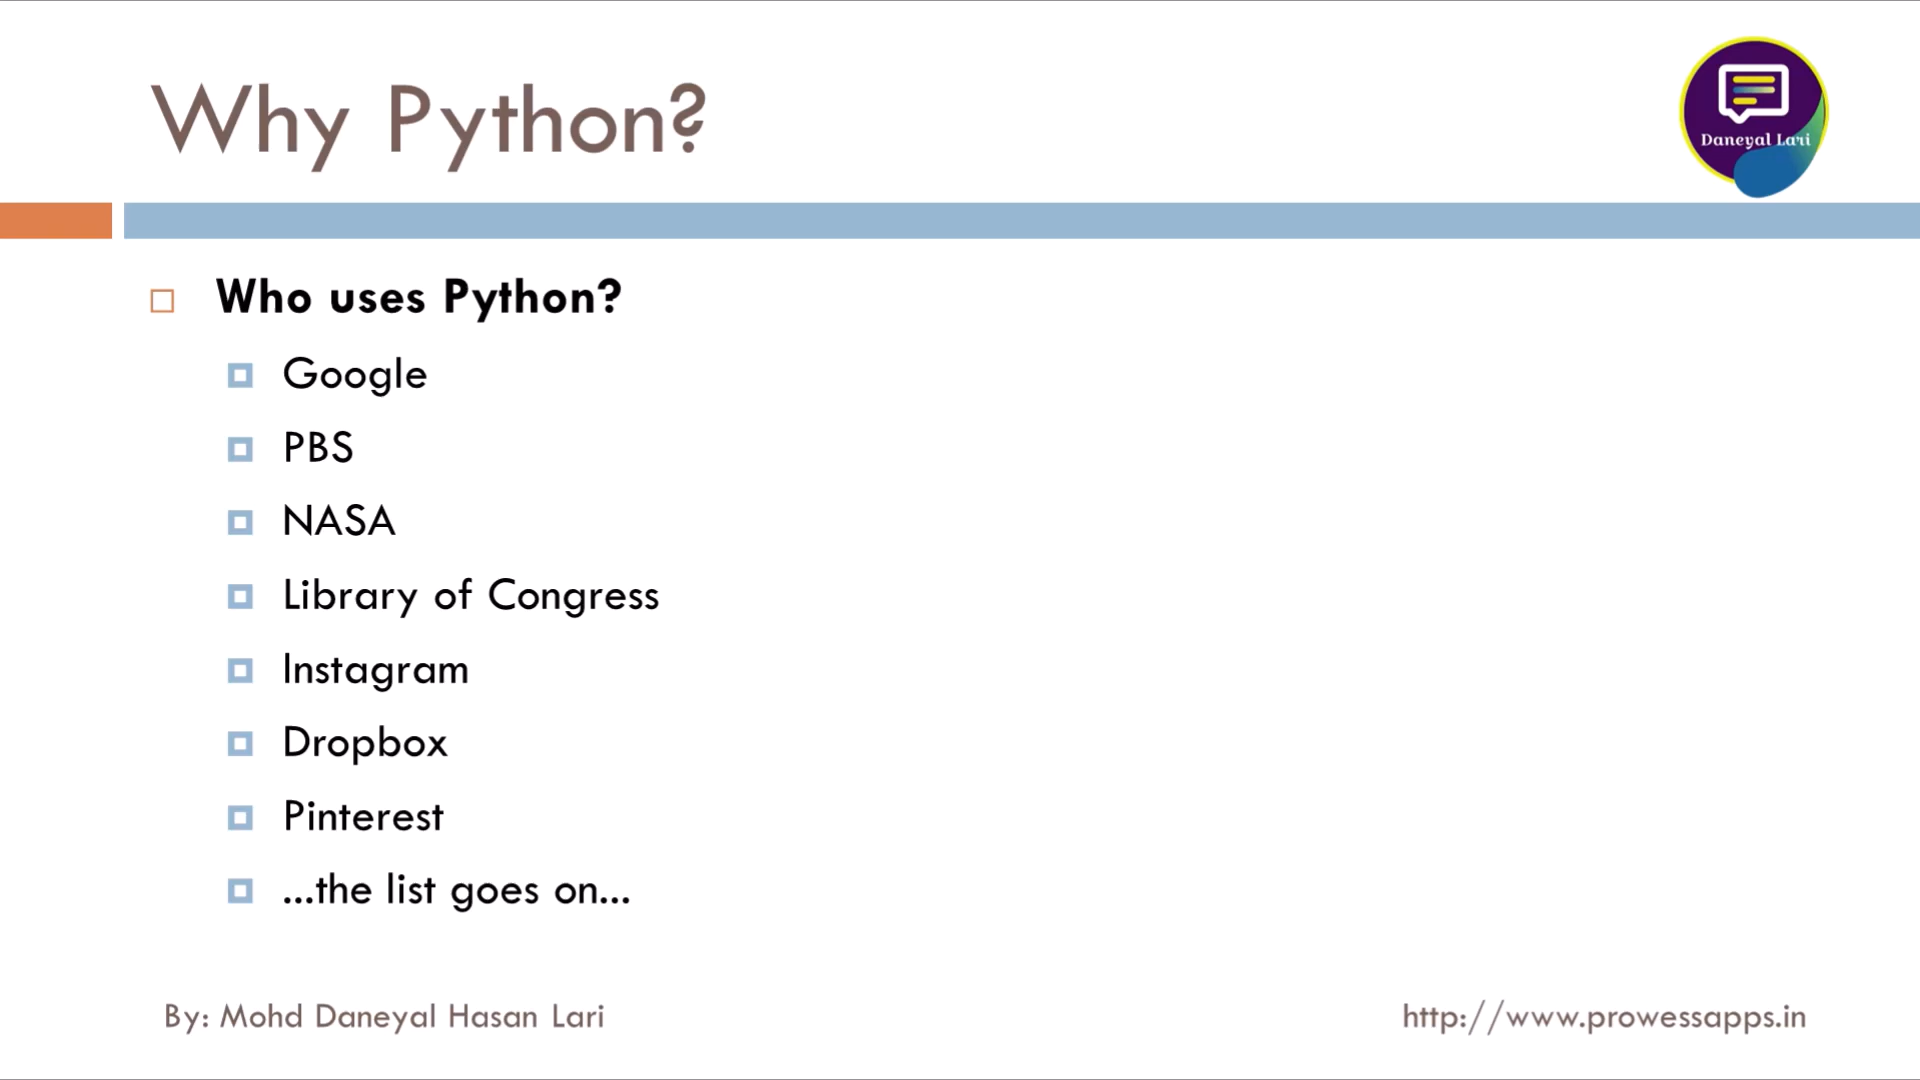 Why Python?
Daneyal Lari
Who uses Python?
Google
PBS
NASA
Library of Congress
Instagram
Dropbox
Pinterest
...the list goes on...
By: Mohd Daneyal Hasan Lari
http://www.prowessapps.in